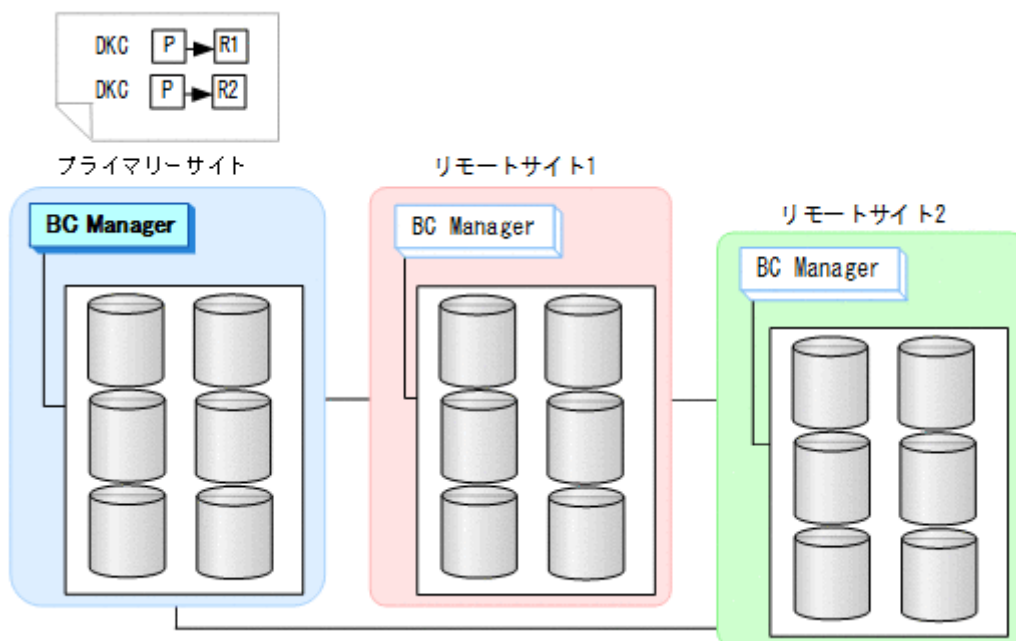 DKC P R1
DKC P R2
プライマリーサイト
リモートサイト1
リモートサイト2
BC Manager
BC Manager
BC Manager